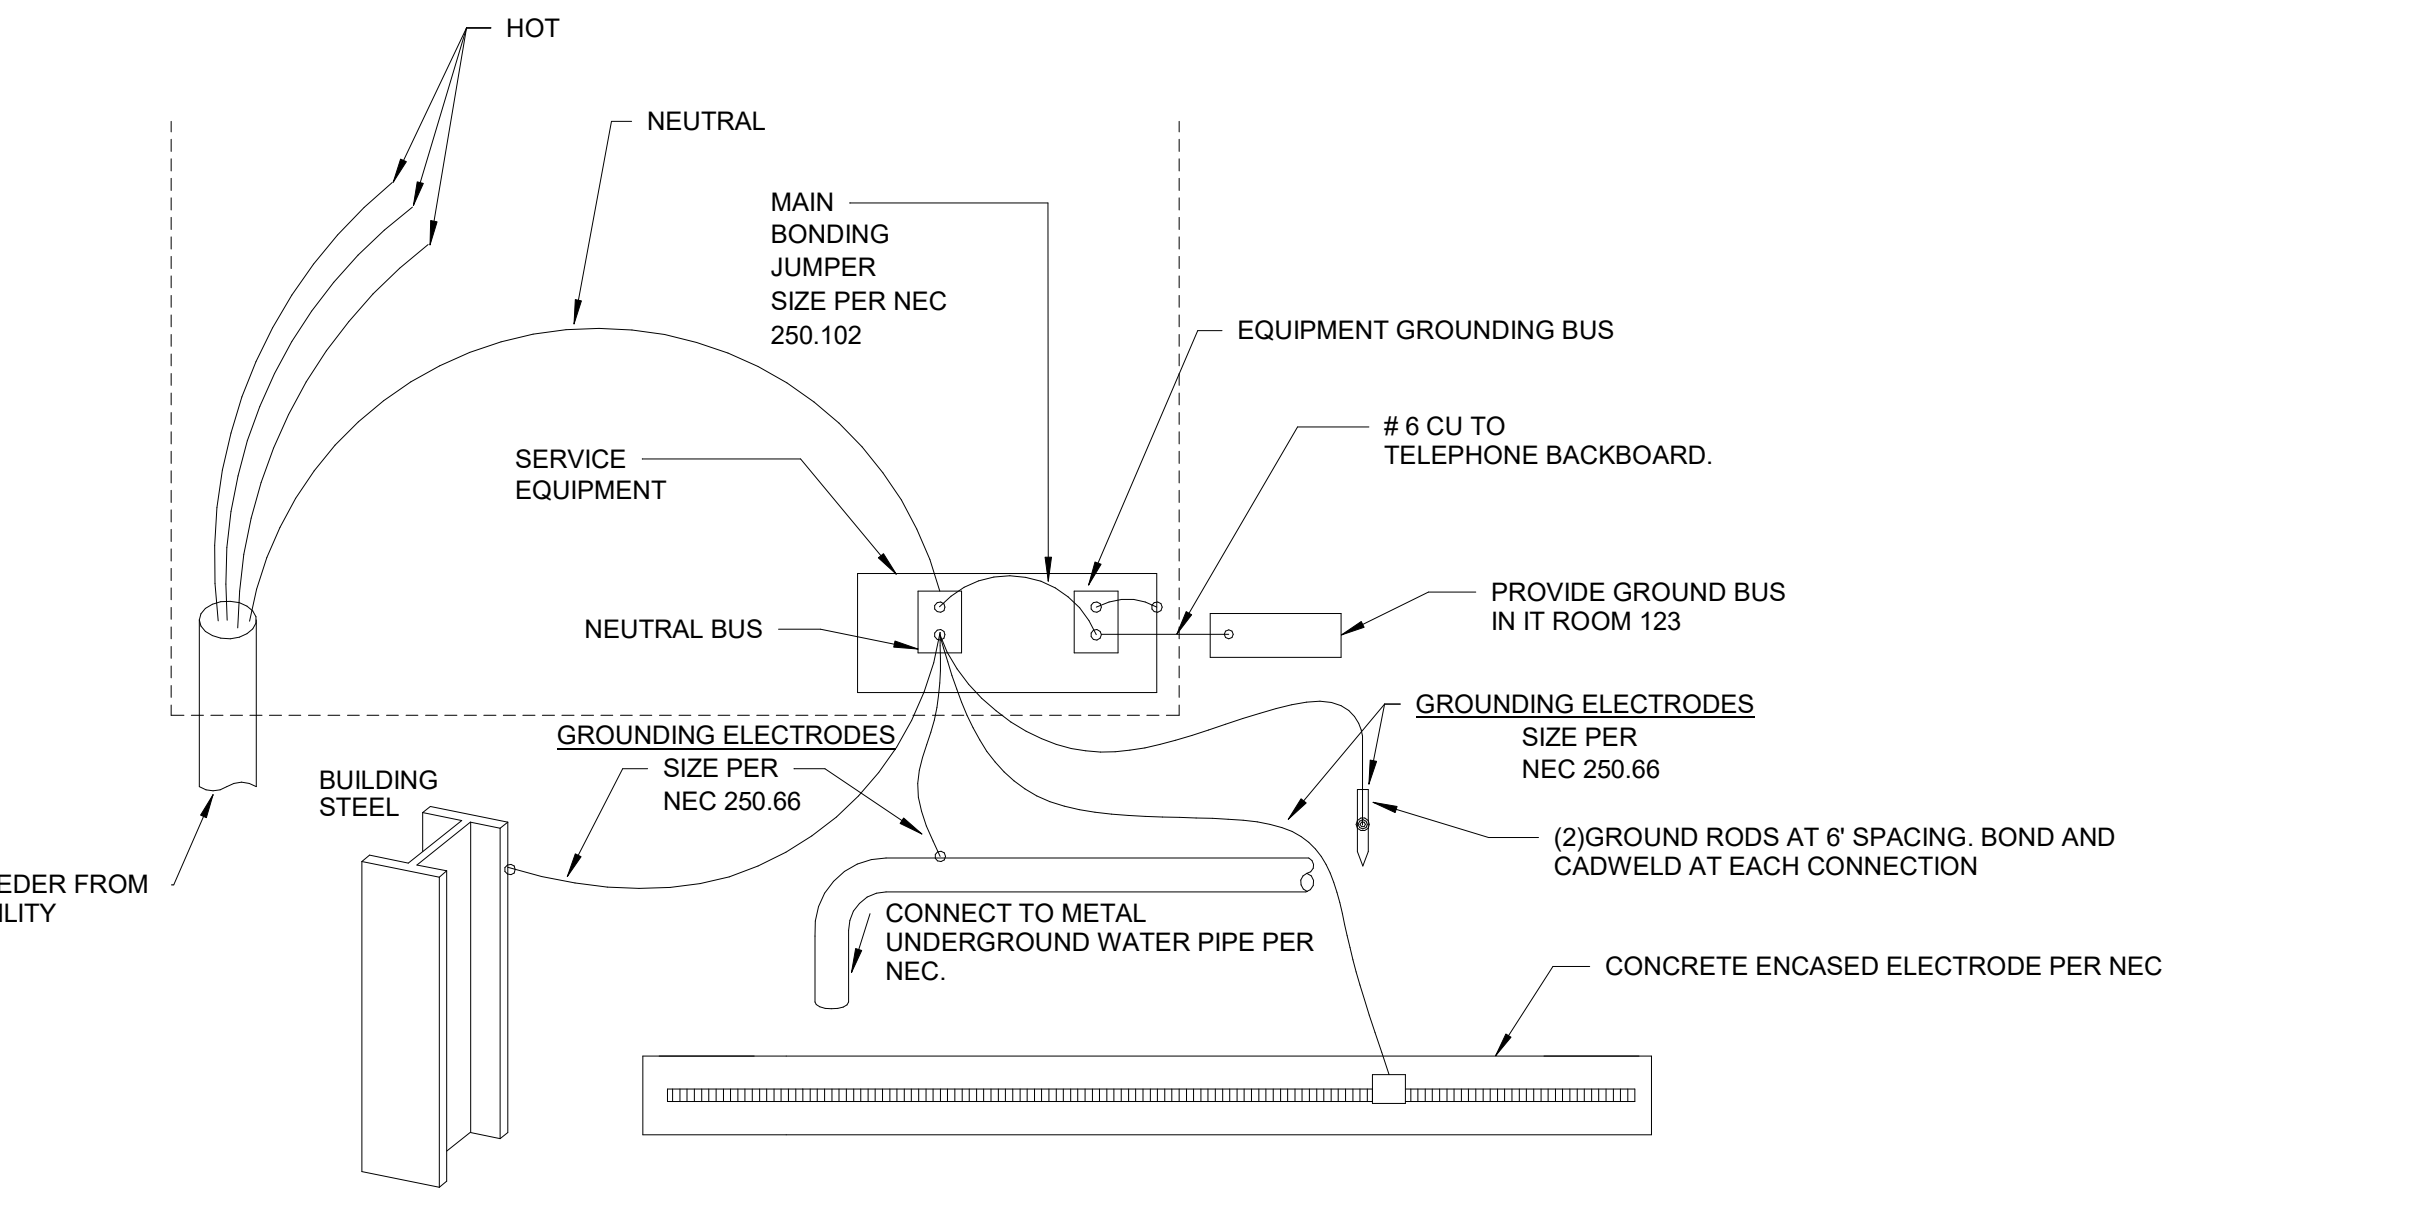 HOT
NEUTRAL
MAIN
BONDING
JUMPER
SIZE PER NEC
250.102
EQUIPMENT GROUNDING BUS
# 6 CU TO
TELEPHONE BACKBOARD.
SERVICE
EQUIPMENT
NEUTRAL BUS
PROVIDE GROUND BUS
IN IT ROOM 123
GROUNDING ELECTRODES
SIZE PER
NEC 250.66
GROUNDING ELECTRODES
SIZE PER
NEC 250.66
BUILDING
STEEL
(2)GROUND RODS AT 6' SPACING. BOND AND
CADWELD AT EACH CONNECTION
EDER FROM
ILITY
CONNECT TO METAL
UNDERGROUND WATER PIPE PER
NEC.
CONCRETE ENCASED ELECTRODE PER NEC